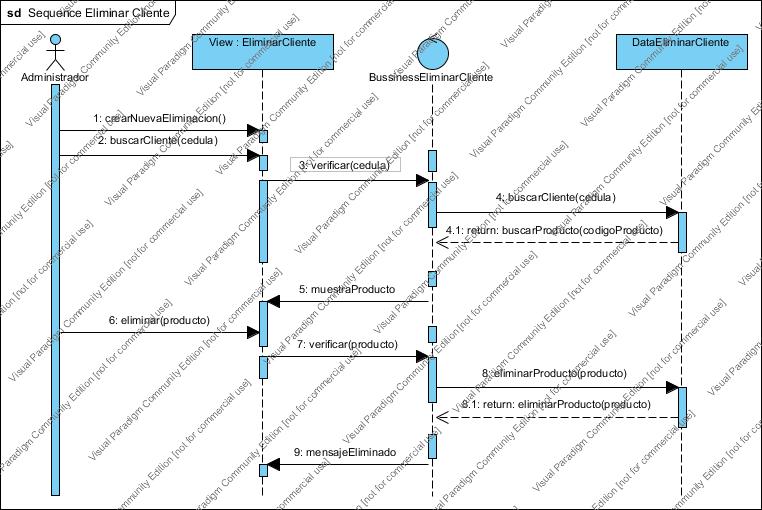 sd Sequence Eliminar Cliente
Administrador
View : EliminarCliente
BussinessEliminarCliente
DataEliminarCliente
1: crearNuevaEliminacion()
2: buscarCliente(cedula)
3: verificar(cedula)
4: buscarCliente(cedula)
4.1: return: buscarProducto(codigoProducto)
5: muestraProducto
6: eliminar(producto)
7: verificar(producto)
8: eliminarProducto(producto)
8.1: return: eliminarProducto(producto)
9: mensajeEliminado
Visual Paradigm Community Edition [not for commercial use]